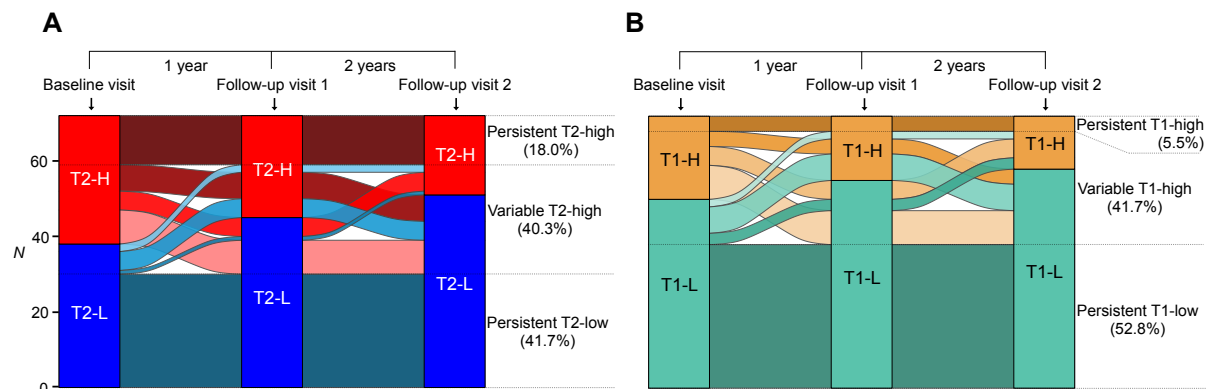 A
1 year
2 years
Baseline visit
Follow-up visit 1
Follow-up visit 2
T2-H
T2-H
T2-H
T2-L
T2-L
T2-L
Persistent T2-high
(18.0%)
Variable T2-high
(40.3%)
Persistent T2-low
(41.7%)
N
60
40
20
0
B
1 year
2 years
Baseline visit
Follow-up visit 1
Follow-up visit 2
T1-H
T1-H
T1-H
T1-L
T1-L
T1-L
Persistent T1-high
(5.5%)
Variable T1-high
(41.7%)
Persistent T1-low
(52.8%)